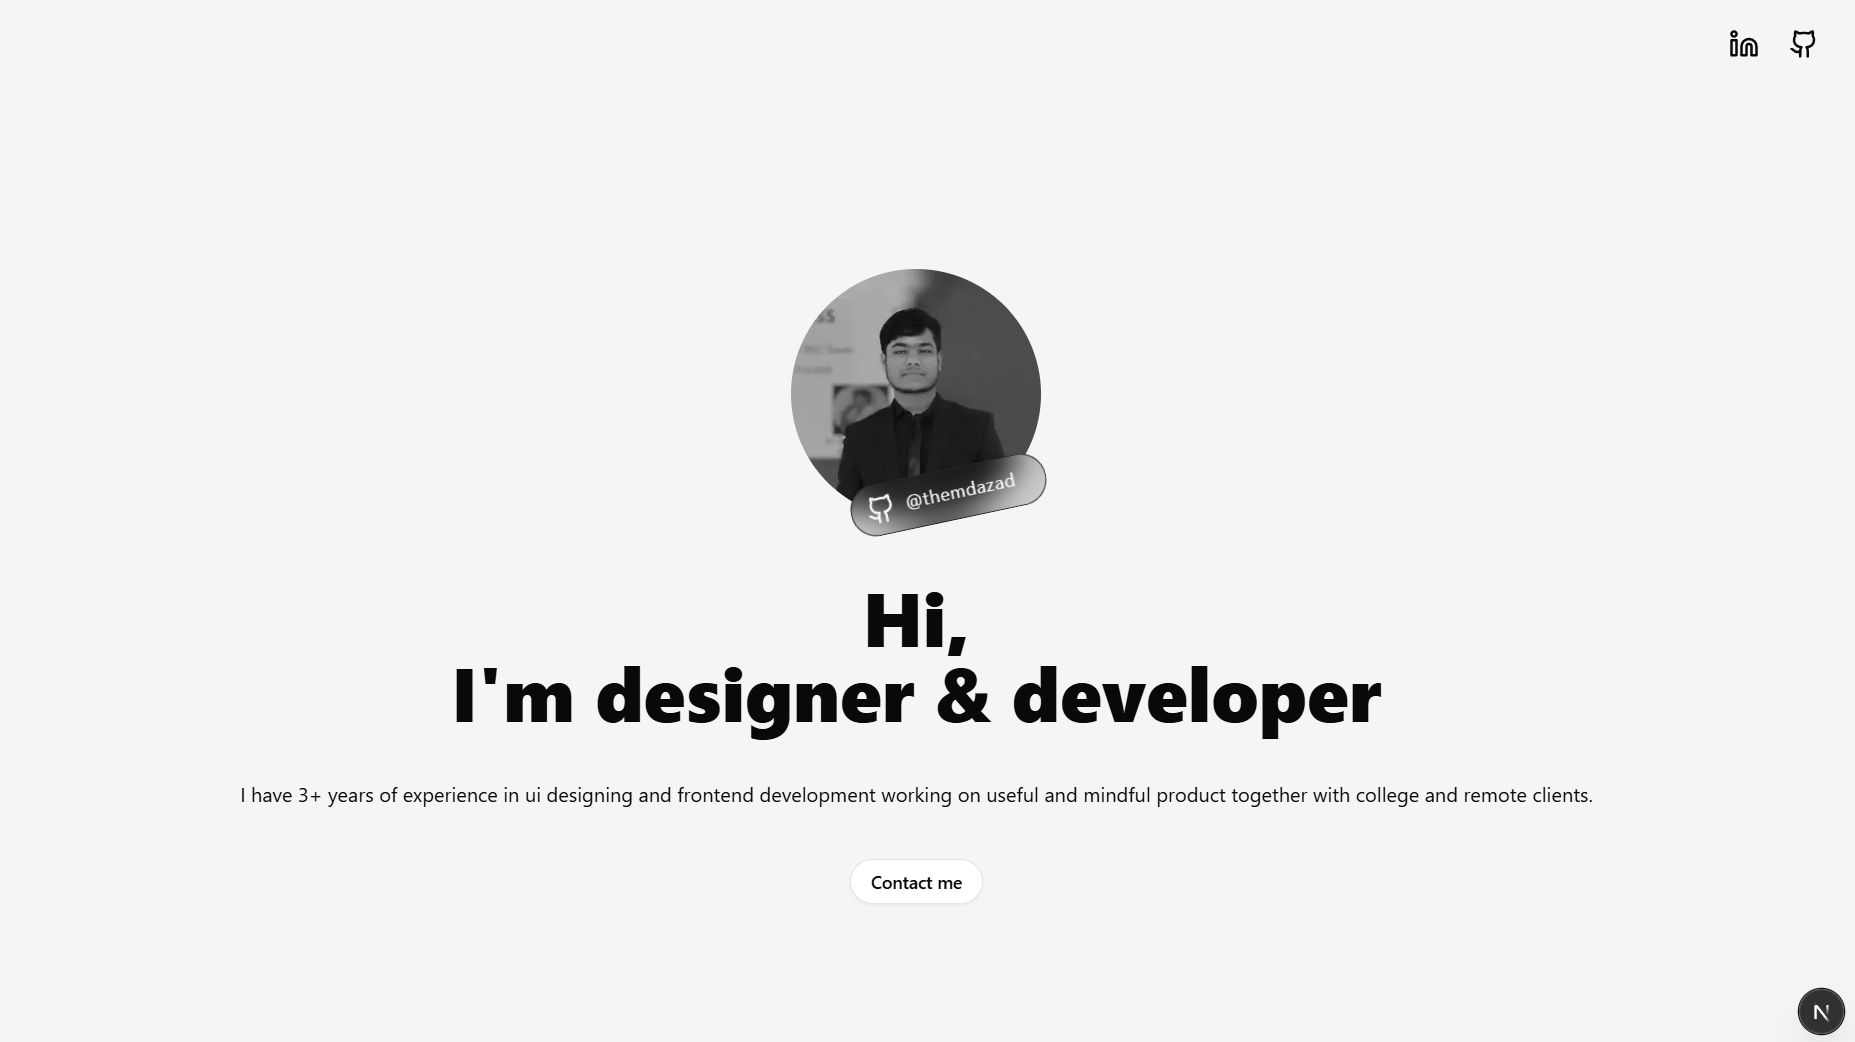 @themdazad
Hi,
I'm designer & developer
I have 3+ years of experience in ui designing and frontend development working on useful and mindful product together with college and remote clients.
Contact me
N